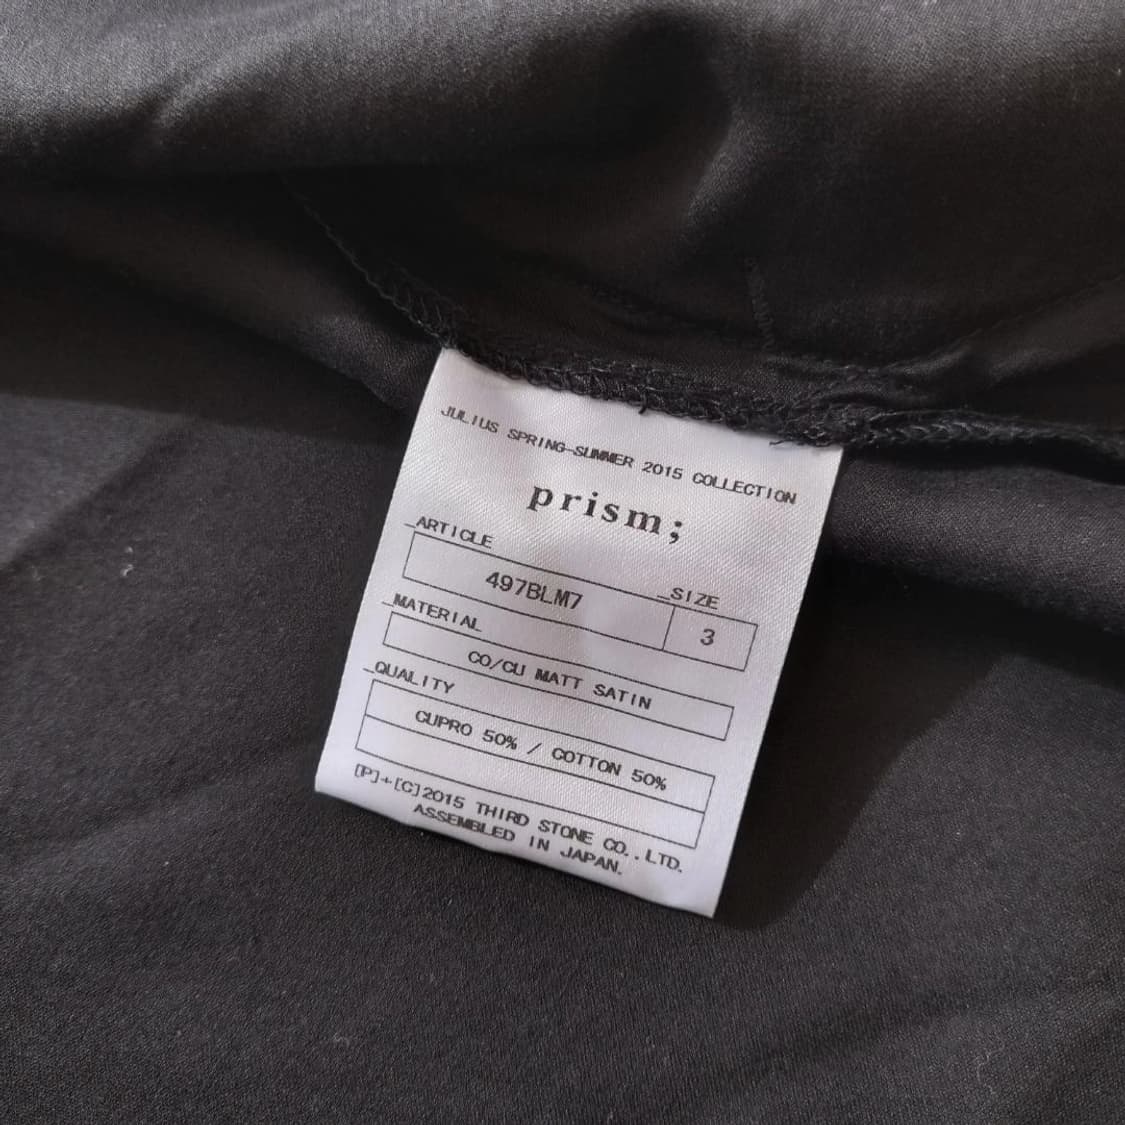 JULIUS SPRING-SUMMER 2015 COLLECTION
prism;
_ARTICLE
_SIZE
497BLM7
3
_MATERIAL
CO/CU MATT SATIN
_QUALITY
CUPRO 50% / COTTON 50%
[P]+[C]2015 THIRD STONE CO.,LTD.
ASSEMBLED IN JAPAN.